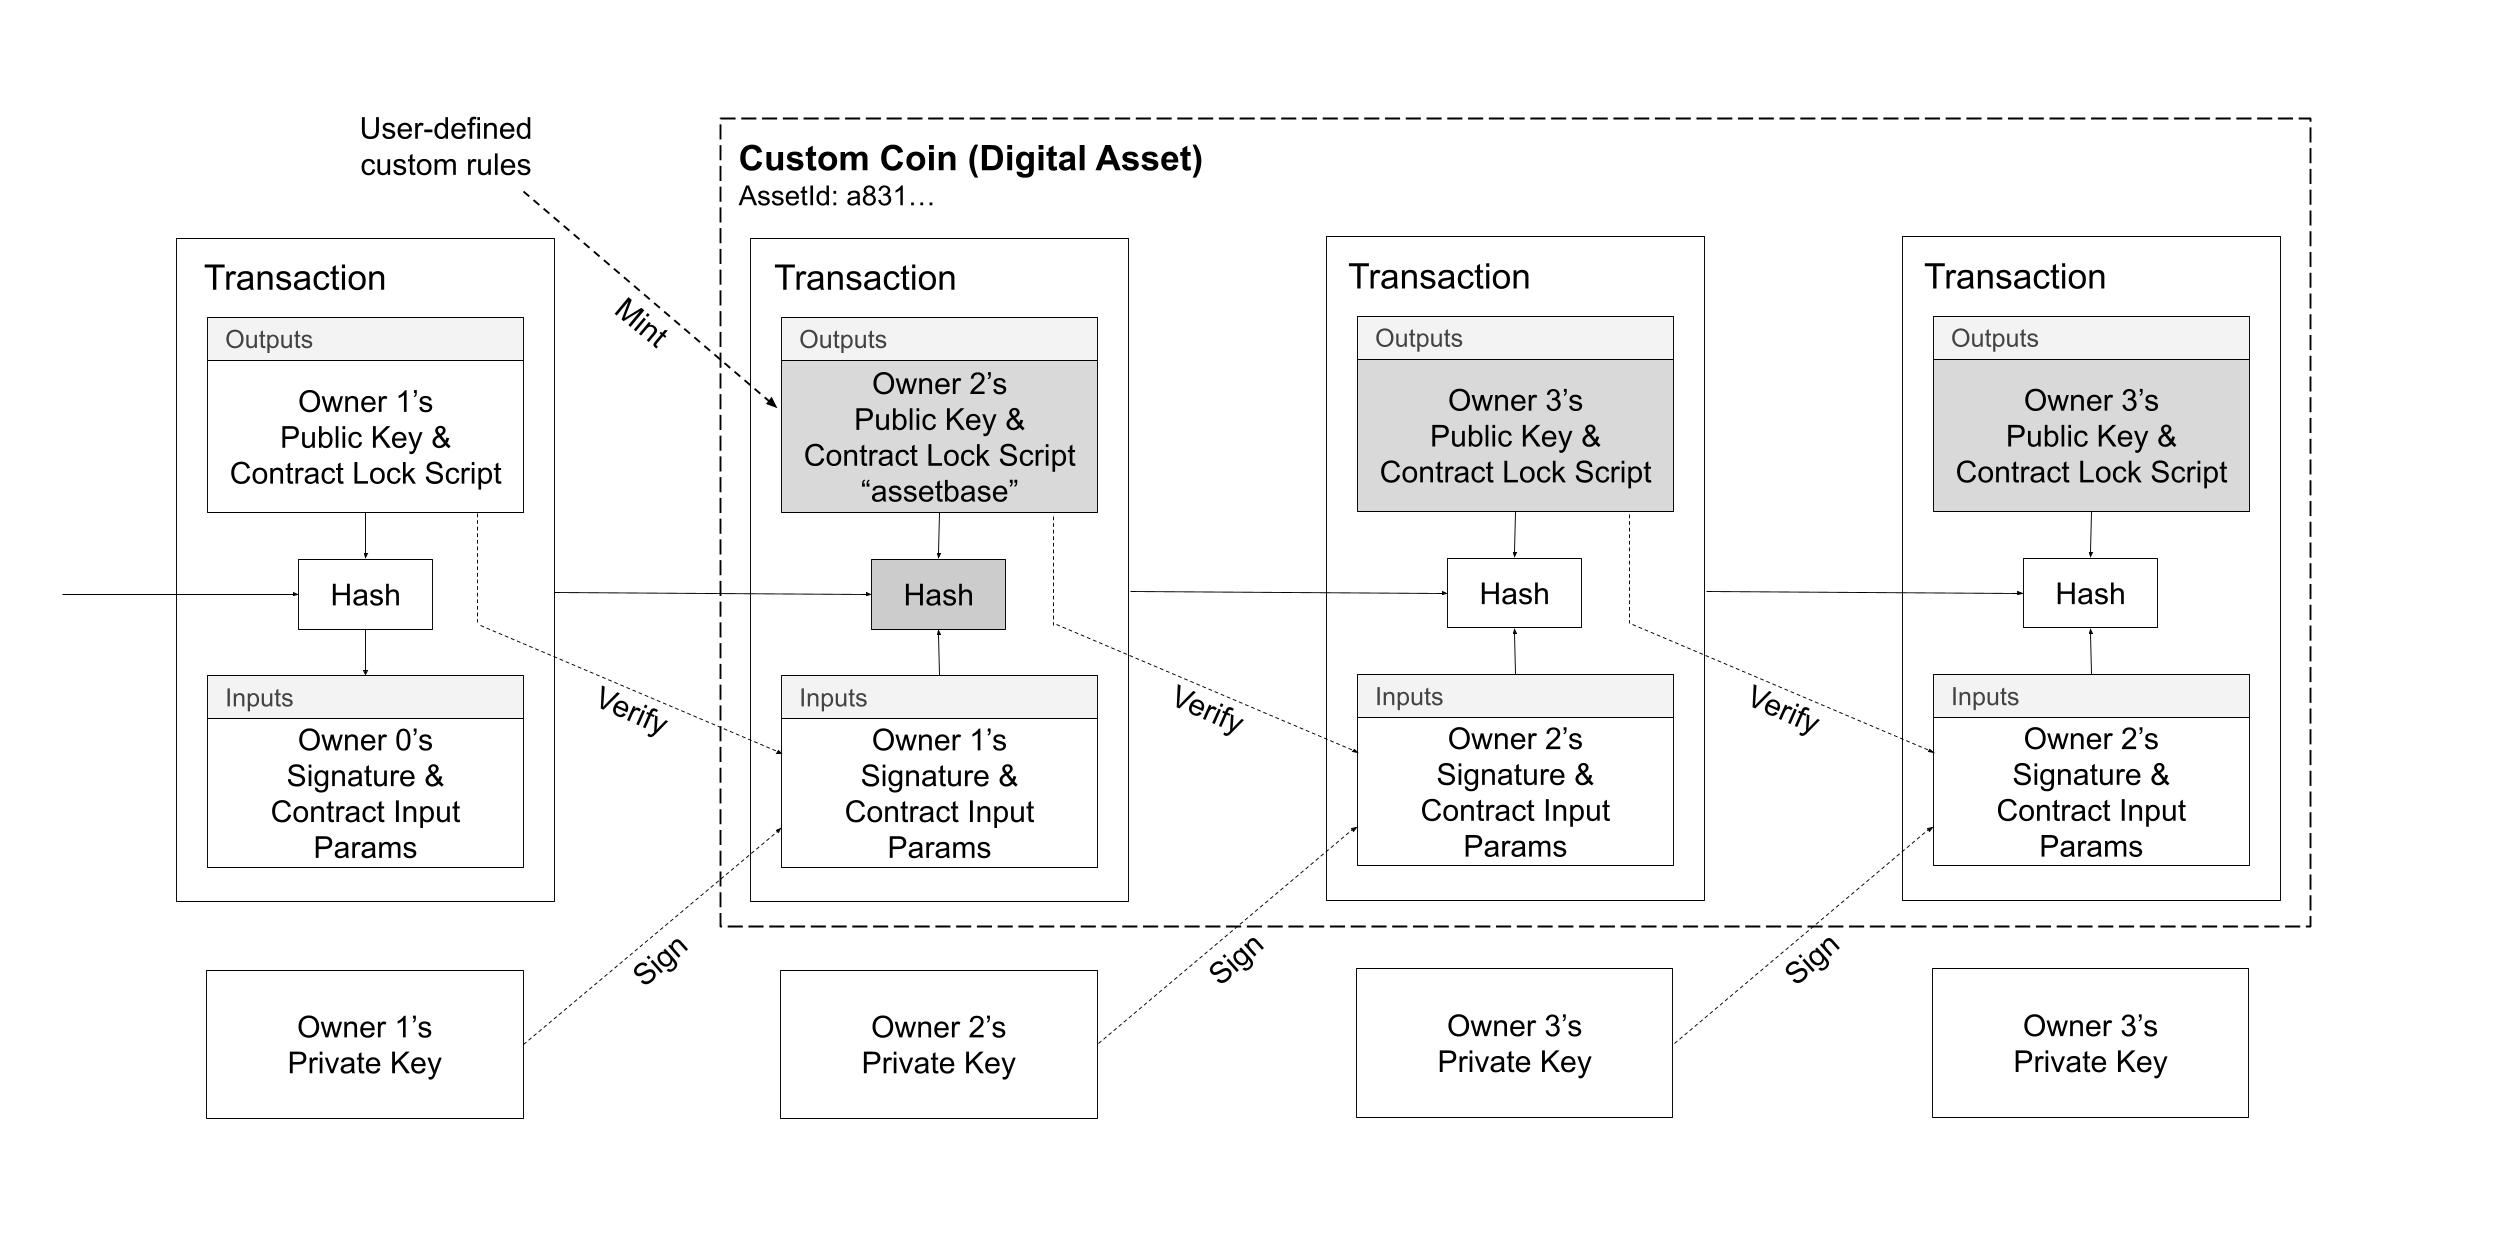 User-defined
custom rules
Mint
Custom Coin (Digital Asset)
AssetId: a831…
Transaction
Outputs
Owner 1’s
Public Key &
Contract Lock Script
Hash
Inputs
Owner 0’s
Signature &
Contract Input
Params
Verify
Sign
Owner 1’s
Private Key
Transaction
Outputs
Owner 2’s
Public Key &
Contract Lock Script
“assetbase”
Hash
Inputs
Owner 1’s
Signature &
Contract Input
Params
Verify
Sign
Owner 2’s
Private Key
Transaction
Outputs
Owner 3’s
Public Key &
Contract Lock Script
Hash
Inputs
Owner 2’s
Signature &
Contract Input
Params
Verify
Sign
Owner 3’s
Private Key
Transaction
Outputs
Owner 3’s
Public Key &
Contract Lock Script
Hash
Inputs
Owner 2’s
Signature &
Contract Input
Params
Owner 3’s
Private Key